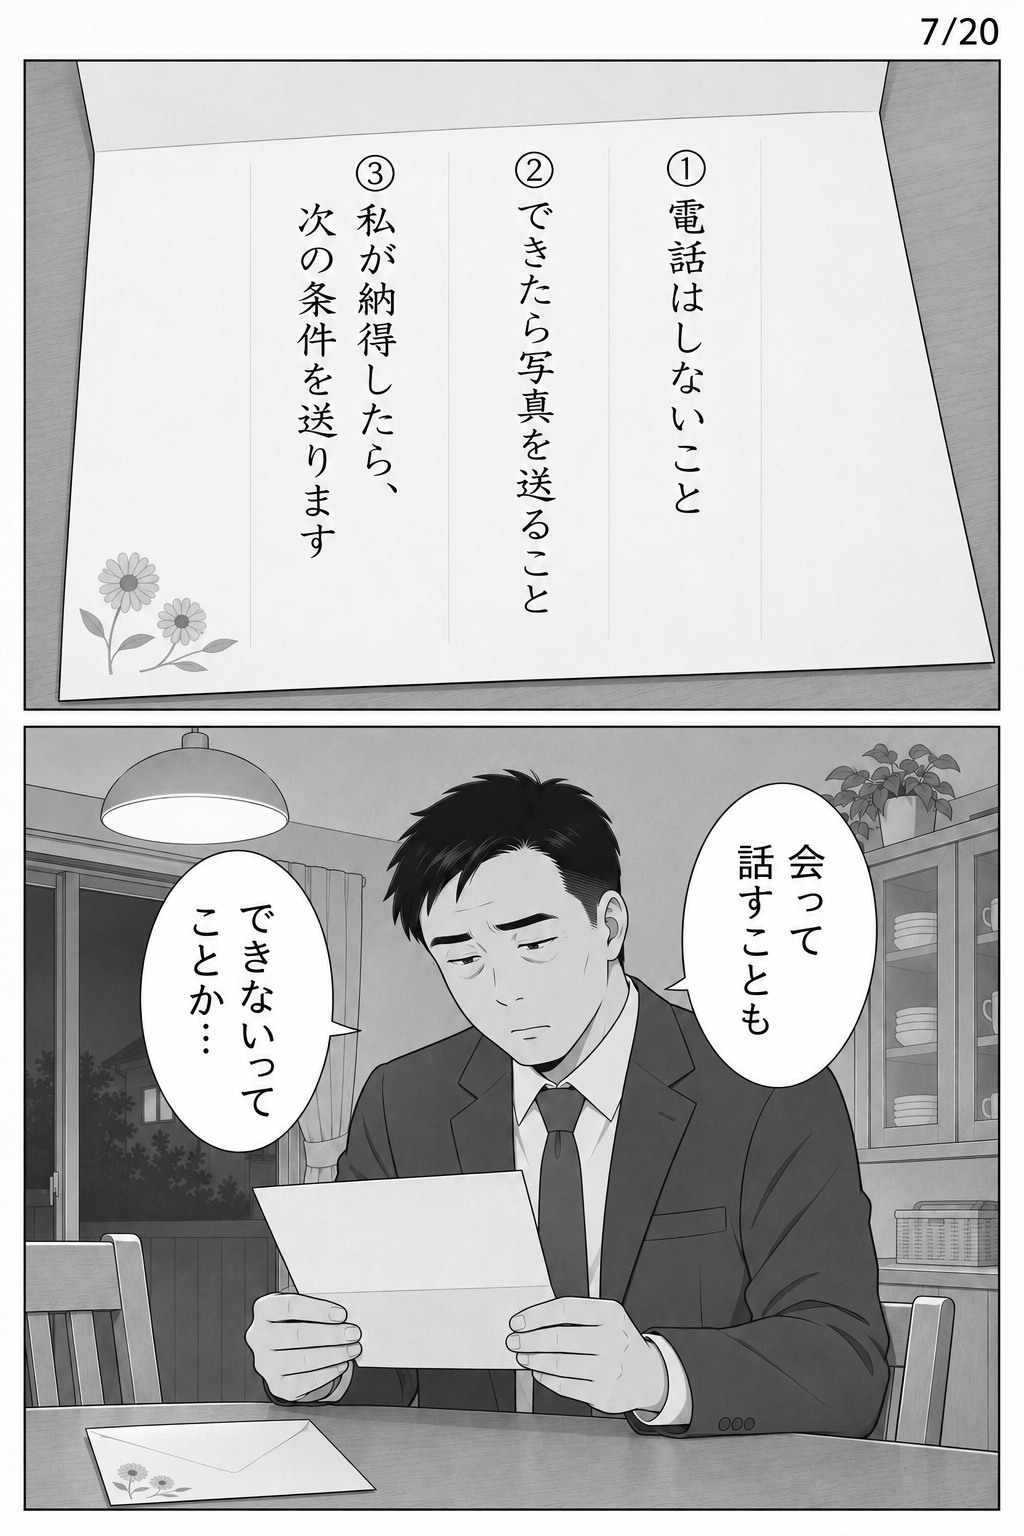 7/20
①電話はしないこと
②できたら写真を送ること
③私が納得したら、
次の条件を送ります
会って
話すことも
できないって
ことか…